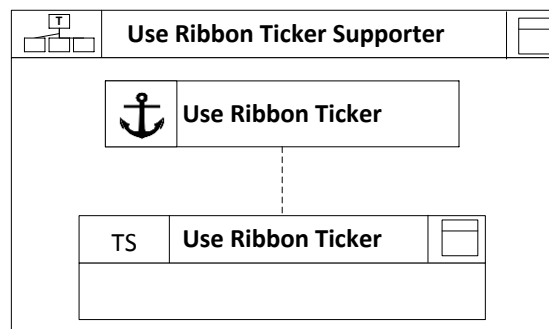 T
Use Ribbon Ticker Supporter
Use Ribbon Ticker
TS
Use Ribbon Ticker